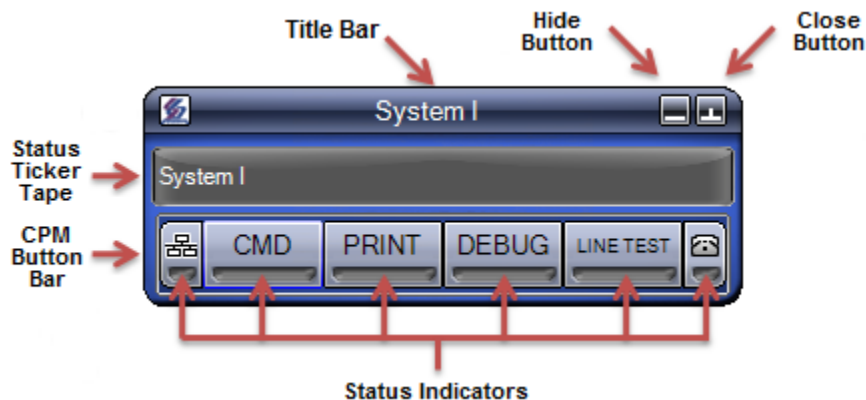 Title Bar
Hide
Button
Close
Button
System I
Status
Ticker
Tape
System I
CPM
Button
Bar
CMD
PRINT
DEBUG
LINE TEST
Status Indicators